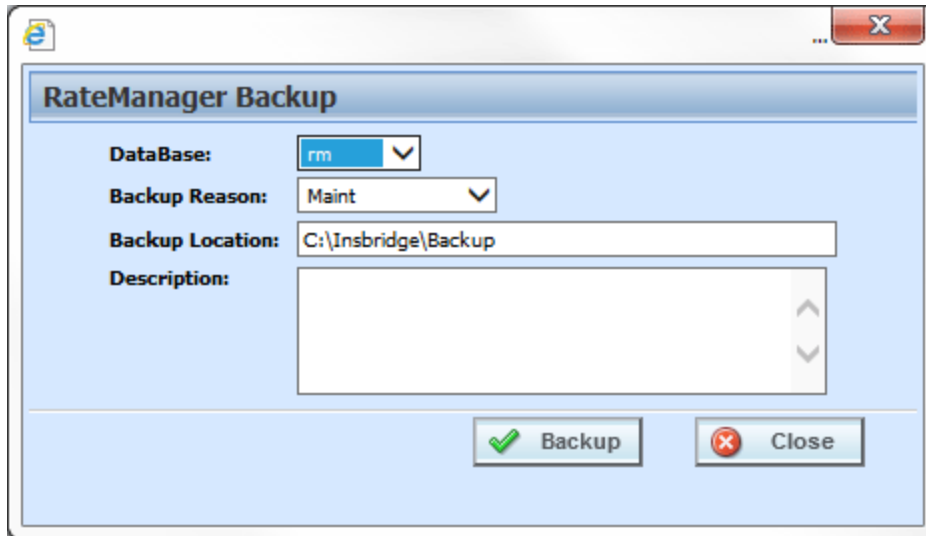 ...
RateManager Backup
DataBase: rm
Backup Reason: Maint
Backup Location: C:\Insbridge\Backup
Description:
Backup Close